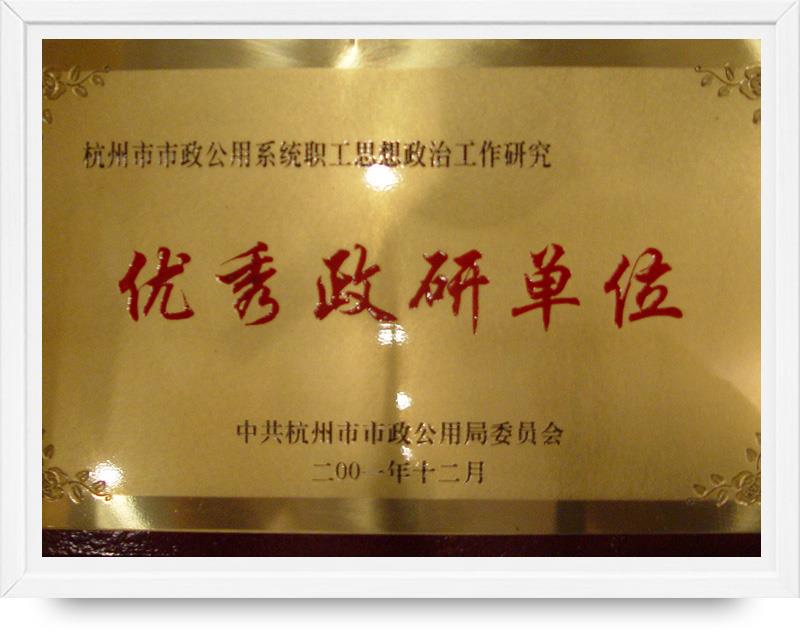 杭州市市政公用系统职工思想政治工作研究
优秀政研单位
中共杭州市市政公用局委员会
二00一年十二月